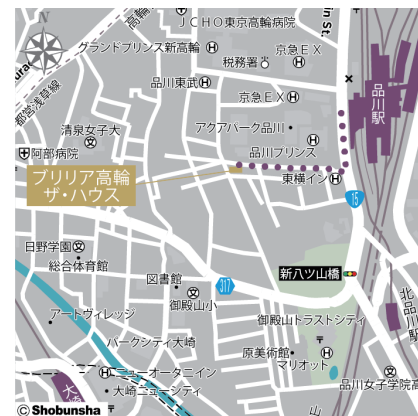 N
JCHO東京高輪病院
グランドプリンス新高輪 H
京急EX
税務署
品川東武 H
京急EX H
都営浅草線
品川駅
清泉女子大
アクアパーク品川
阿部病院
品川プリンス
ブリリア高輪
ザ・ハウス
東横イン H
15
日野学園
総合体育館
317
新八ツ山橋
図書館
御殿山小
北品川駅
アートヴィレッジ
御殿山トラストシティ
パークシティ大崎
原美術館
ニューオータニイン
マリオット
大崎ニューシティ
大崎
品川女子学院高
山
© Shobunsha